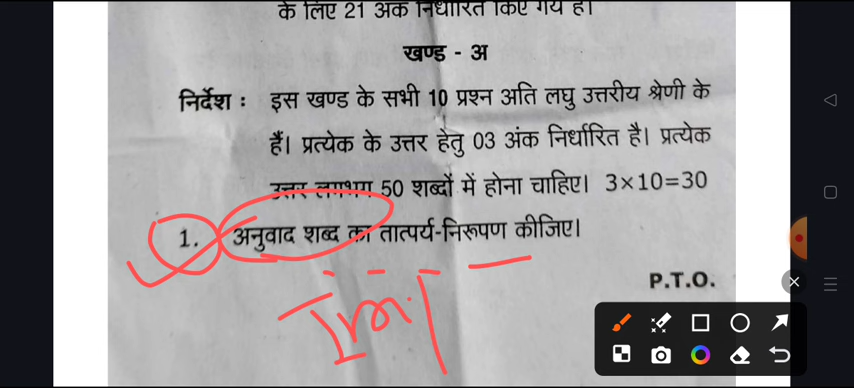 के लिए 21 अंक निर्धारित किए गये हैं।
खण्ड - अ
निर्देश : इस खण्ड के सभी 10 प्रश्न अति लघु उत्तरीय श्रेणी के
हैं। प्रत्येक के उत्तर हेतु 03 अंक निर्धारित है। प्रत्येक
उत्तर लगभग 50 शब्दों में होना चाहिए। 3×10=30
1. अनुवाद शब्द का तात्पर्य-निरूपण कीजिए।
P.T.O.